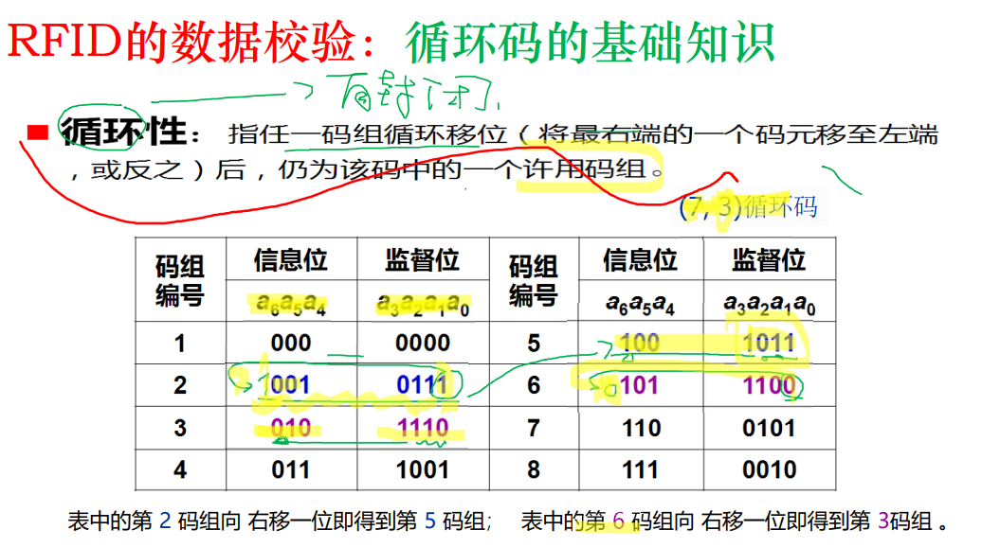 RFID的数据校验：循环码的基础知识
有封闭
循环性：指任一码组循环移位（将最右端的一个码元移至左端
，或反之）后，仍为该码中的一个许用码组。
(7, 3)循环码
码组编号 信息位 监督位 码组编号 信息位 监督位
a6a5a4 a3a2a1a0 a6a5a4 a3a2a1a0
1 000 0000 5 100 1011
2 001 0111 6 101 1100
3 010 1110 7 110 0101
4 011 1001 8 111 0010
表中的第 2 码组向 右移一位即得到第 5 码组； 表中的第 6 码组向 右移一位即得到第 3码组 。